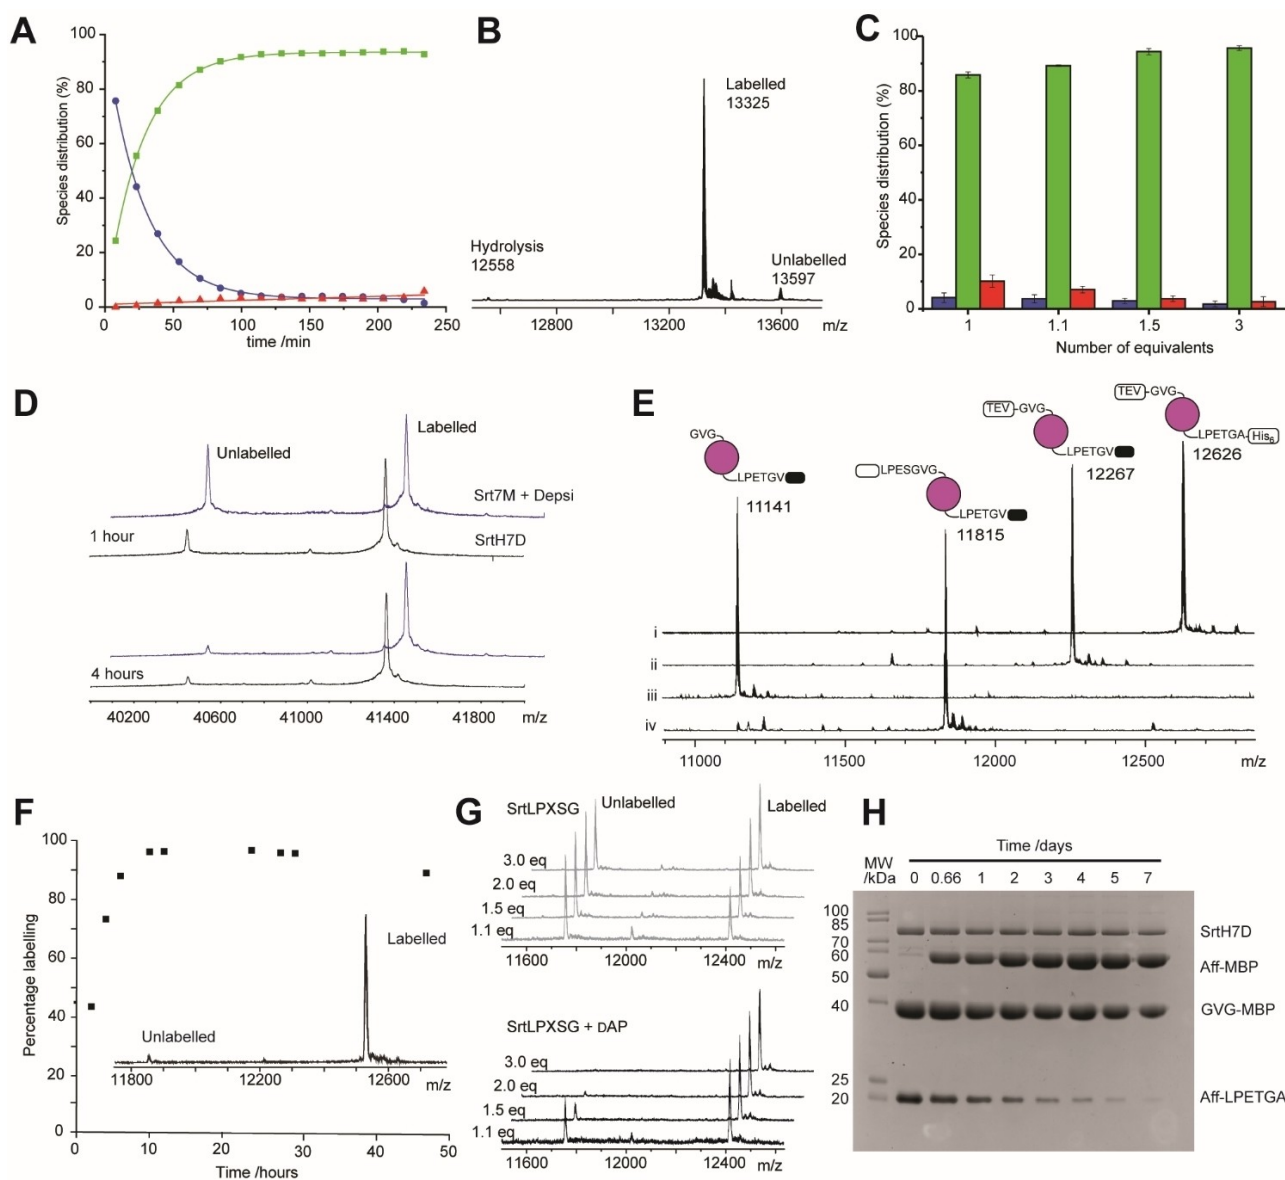 A
100
80
60
40
20
0
Species distribution (%)
0 50 100 150 200 250
time /min
B
Labelled
13325
Hydrolysis
12558
Unlabelled
13597
12800 13200 13600 m/z
C
100
80
60
40
20
0
Species distribution (%)
1 1.1 1.5 3
Number of equivalents
D
Unlabelled
Labelled
Srt7M + Depsi
1 hour
SrtH7D
4 hours
40200 40600 41000 41400 41800 m/z
E
TEV-GVG
LPETGA-His6
12626
TEV-GVG
LPETGV
12267
GVG
LPETGV
11141
LPESGVG
LPETGV
11815
i
ii
iii
iv
11000 11500 12000 12500 m/z
F
100
80
60
40
20
0
Percentage labelling
Labelled
Unlabelled
11800 12200 12600 m/z
0 10 20 30 40 50
Time /hours
G
SrtLPXSG
Unlabelled
Labelled
3.0 eq
2.0 eq
1.5 eq
1.1 eq
11600 12000 12400 m/z
SrtLPXSG + DAP
3.0 eq
2.0 eq
1.5 eq
1.1 eq
11600 12000 12400 m/z
H
Time /days
MW
/kDa
0 0.66 1 2 3 4 5 7
100
85
70
60
50
40
25
20
SrtH7D
Aff-MBP
GVG-MBP
Aff-LPETGA